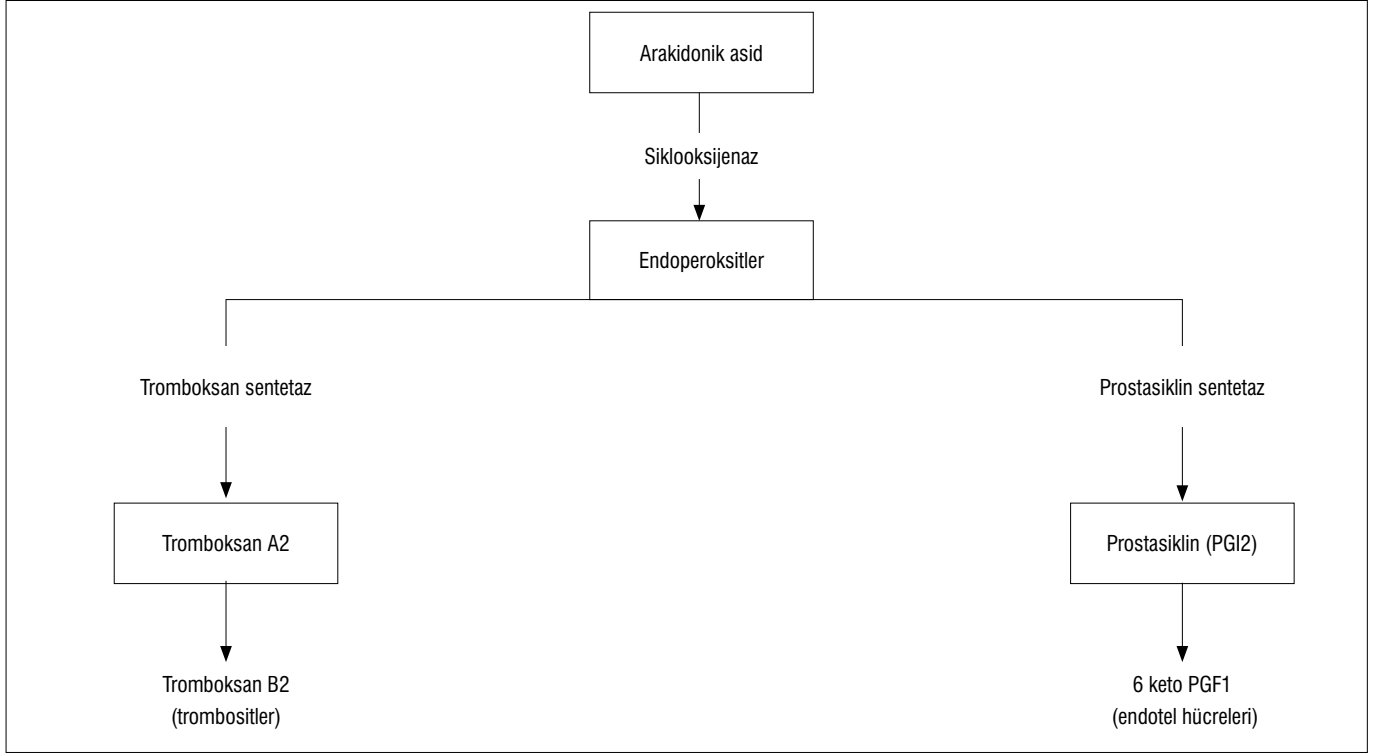 Arakidonik asid
Siklooksijenaz
Endoperoksitler
Tromboksan sentetaz
Prostasiklin sentetaz
Tromboksan A2
Prostasiklin (PGI2)
Tromboksan B2
(trombositler)
6 keto PGF1
(endotel hücreleri)